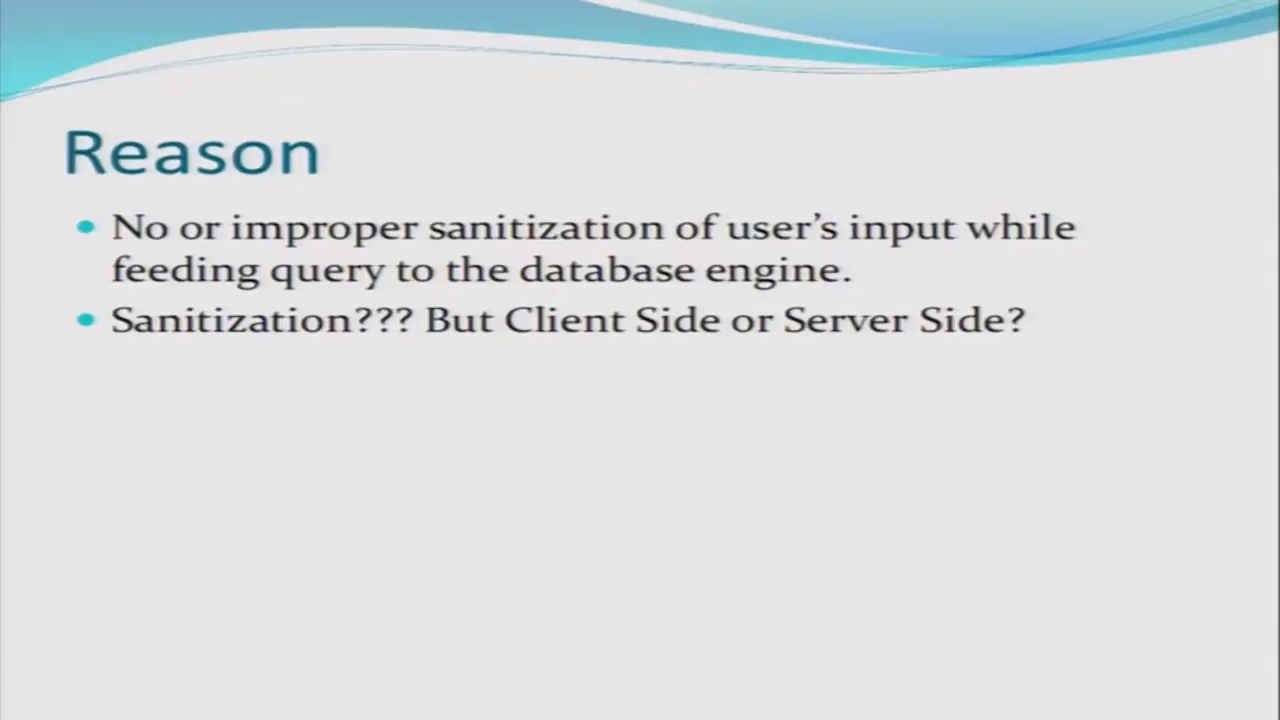 Reason
No or improper sanitization of user’s input while
feeding query to the database engine.
Sanitization??? But Client Side or Server Side?